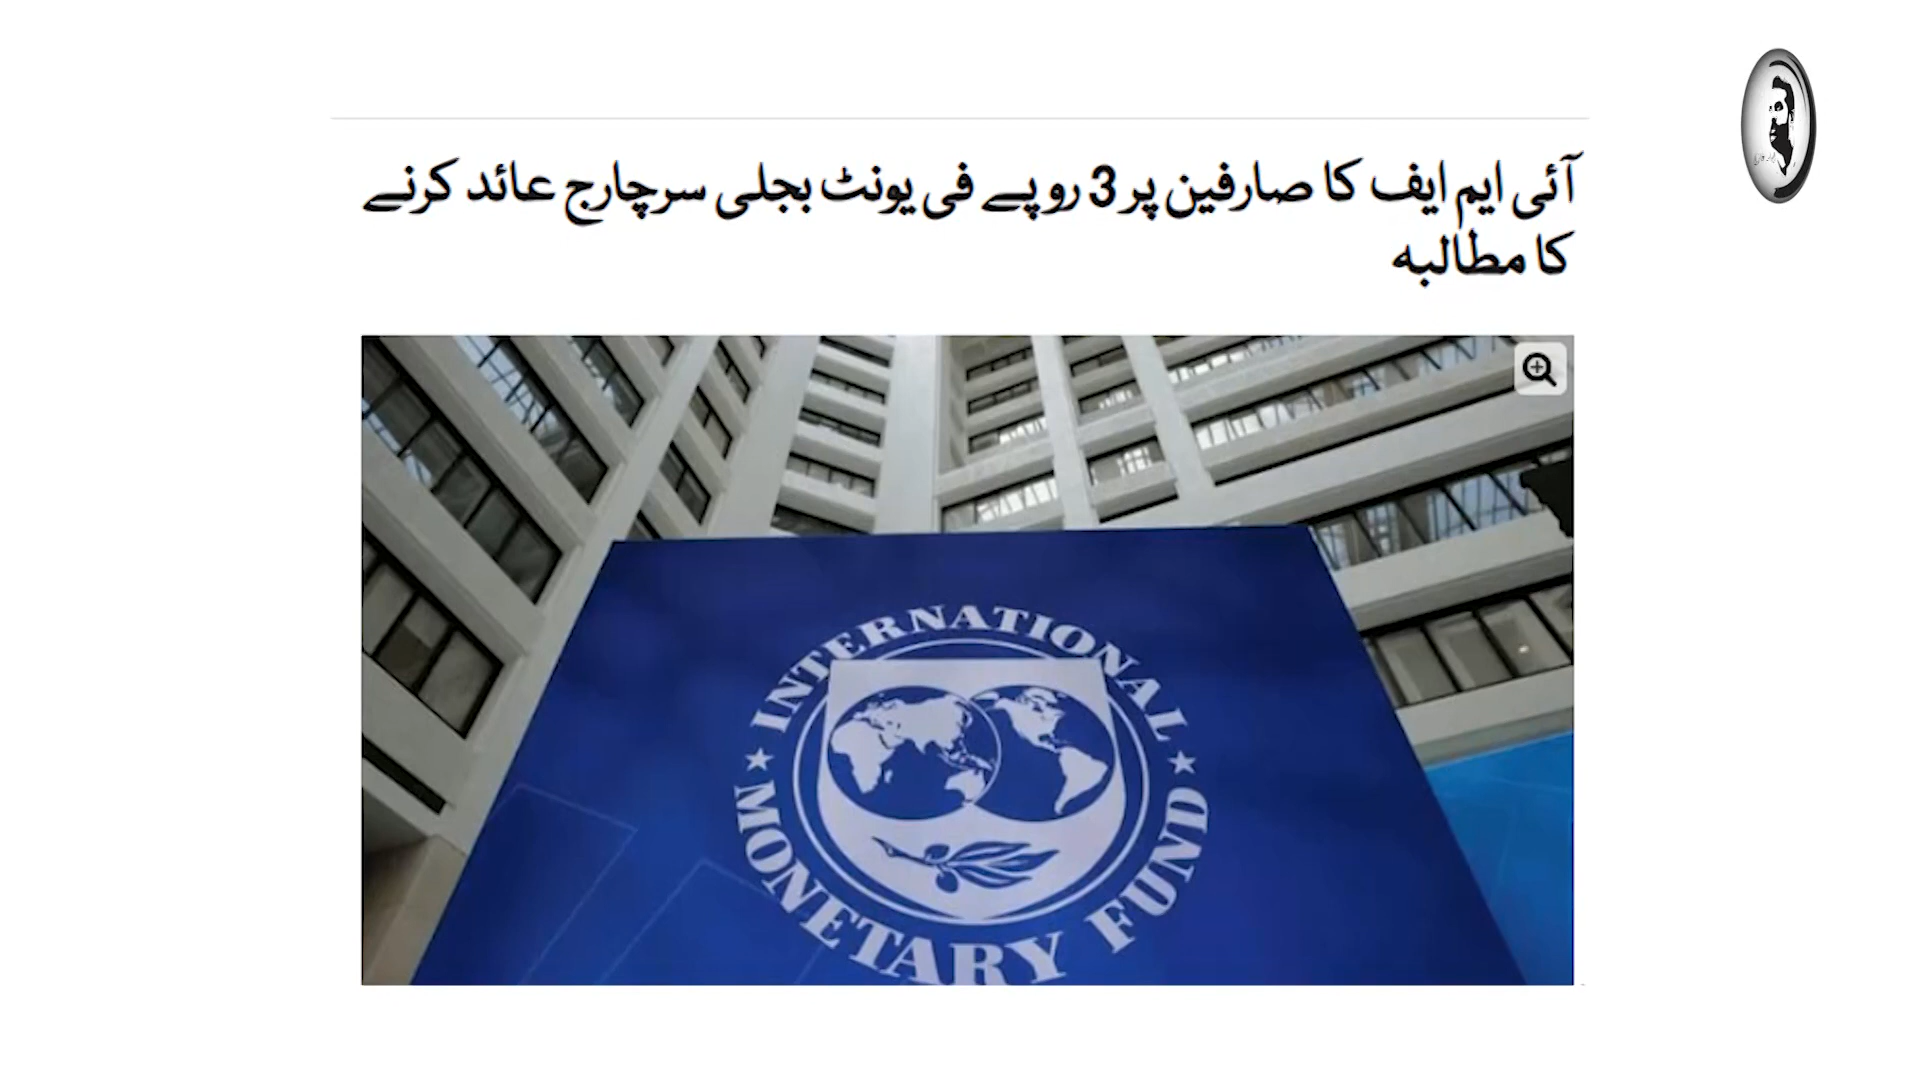 آئی ایم ایف کا صارفین پر 3 روپے فی یونٹ بجلی سرچارج عائد کرنے
کا مطالبہ
INTERNATIONAL
MONETARY FUND